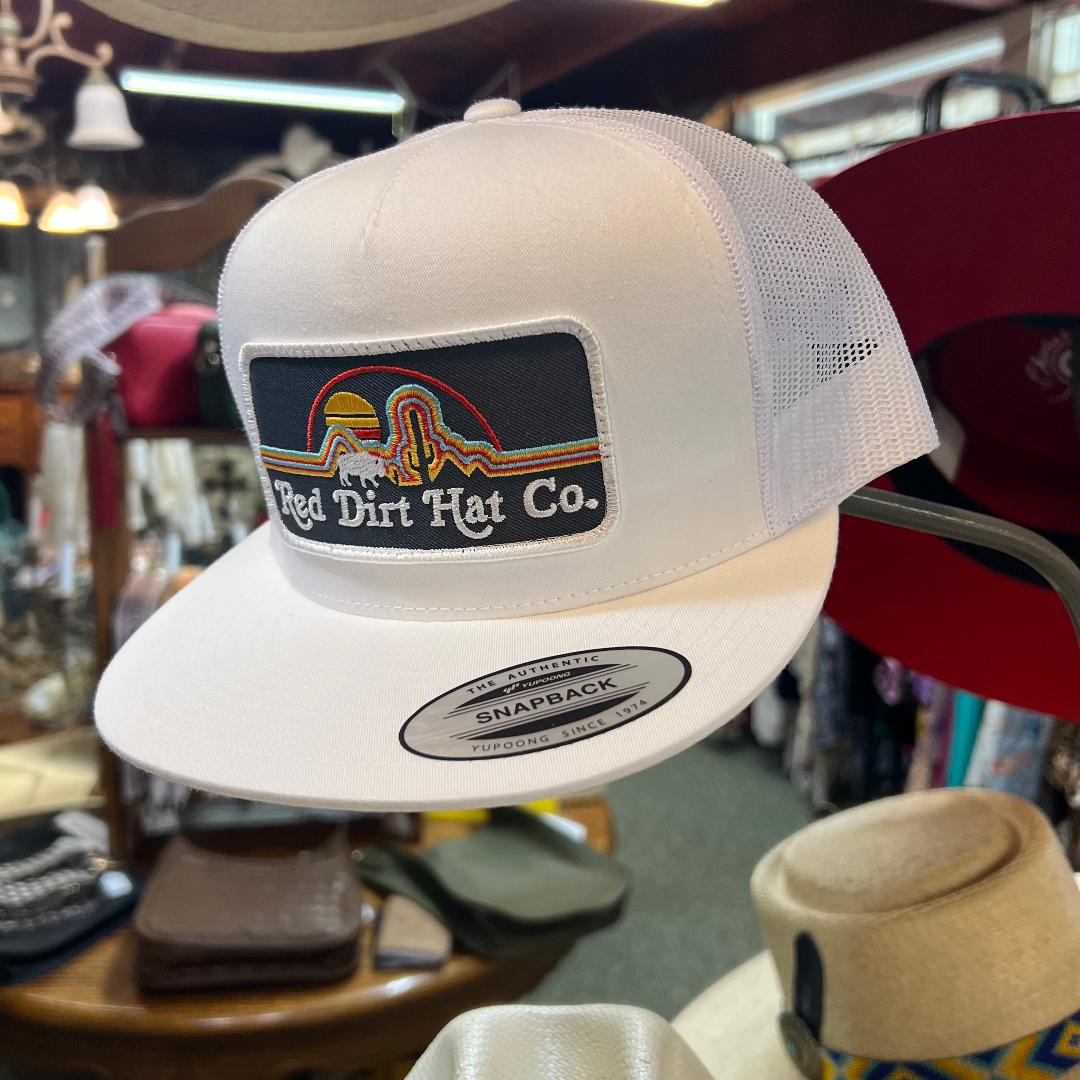 Red Dirt Hat Co.
THE AUTHENTIC
YUPOONG
SNAPBACK
YUPOONG SINCE 1974